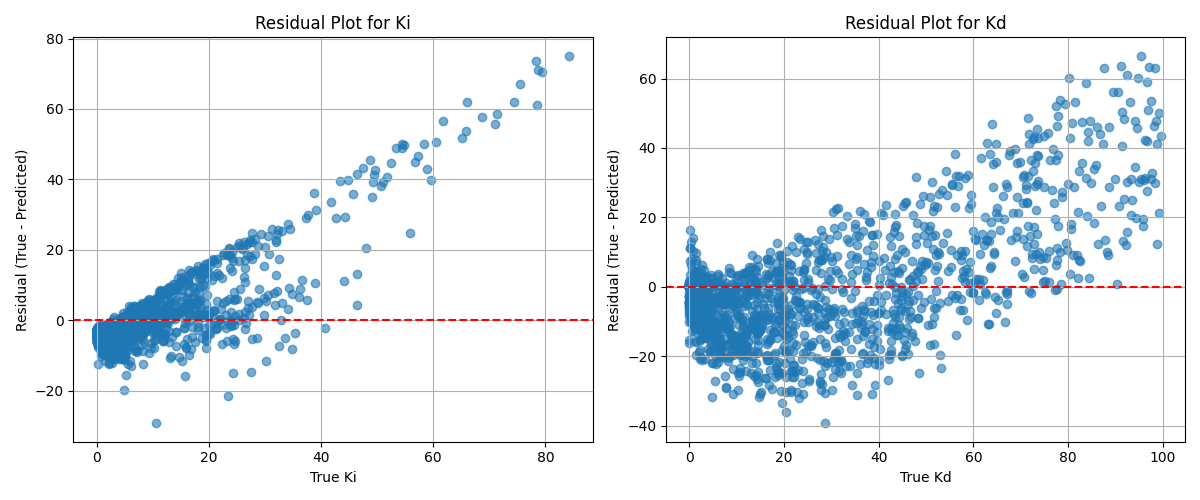 Residual Plot for Ki
80
60
40
20
0
−20
Residual (True - Predicted)
0 20 40 60 80
True Ki
Residual Plot for Kd
60
40
20
0
−20
−40
Residual (True - Predicted)
0 20 40 60 80 100
True Kd